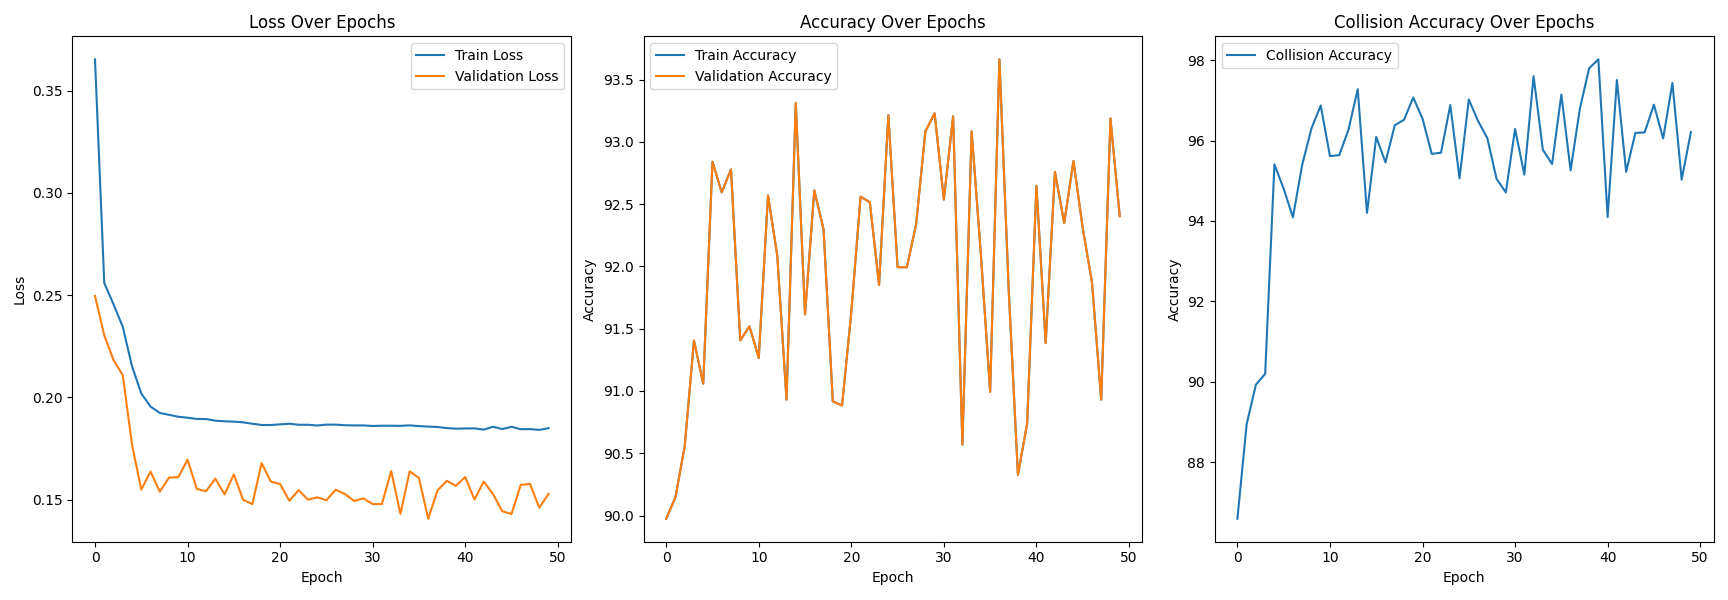 Loss Over Epochs
Train Loss
Validation Loss
0.35
0.30
0.25
0.20
0.15
Loss
0 10 20 30 40 50
Epoch
Accuracy Over Epochs
Train Accuracy
Validation Accuracy
93.5
93.0
92.5
92.0
91.5
91.0
90.5
90.0
Accuracy
0 10 20 30 40 50
Epoch
Collision Accuracy Over Epochs
Collision Accuracy
98
96
94
92
90
88
Accuracy
0 10 20 30 40 50
Epoch